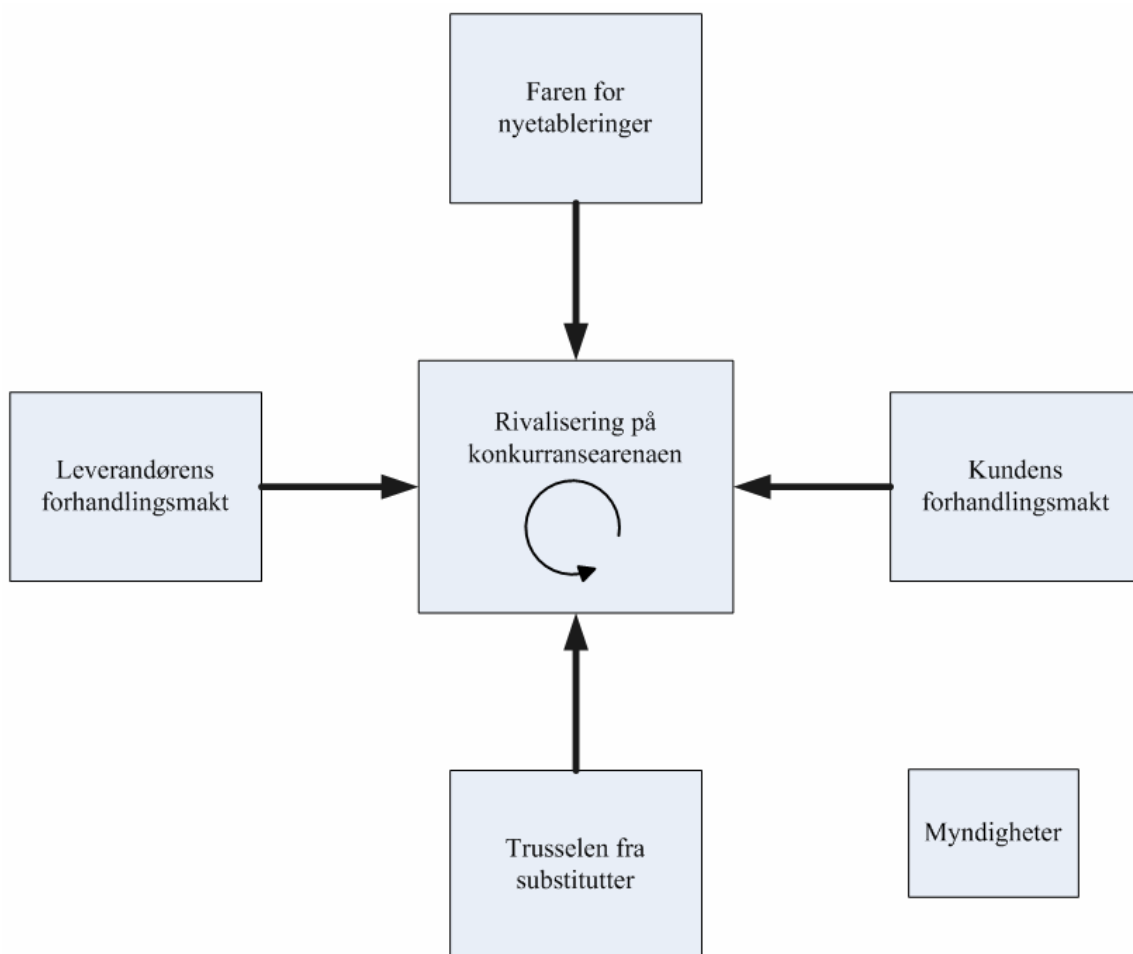 Faren for
nyetableringer
Rivalisering på
konkurransearenaen
Leverandørens
forhandlingsmakt
Kundens
forhandlingsmakt
Trusselen fra
substitutter
Myndigheter